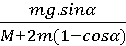 mg.sinα
M+2m(1−cosα)